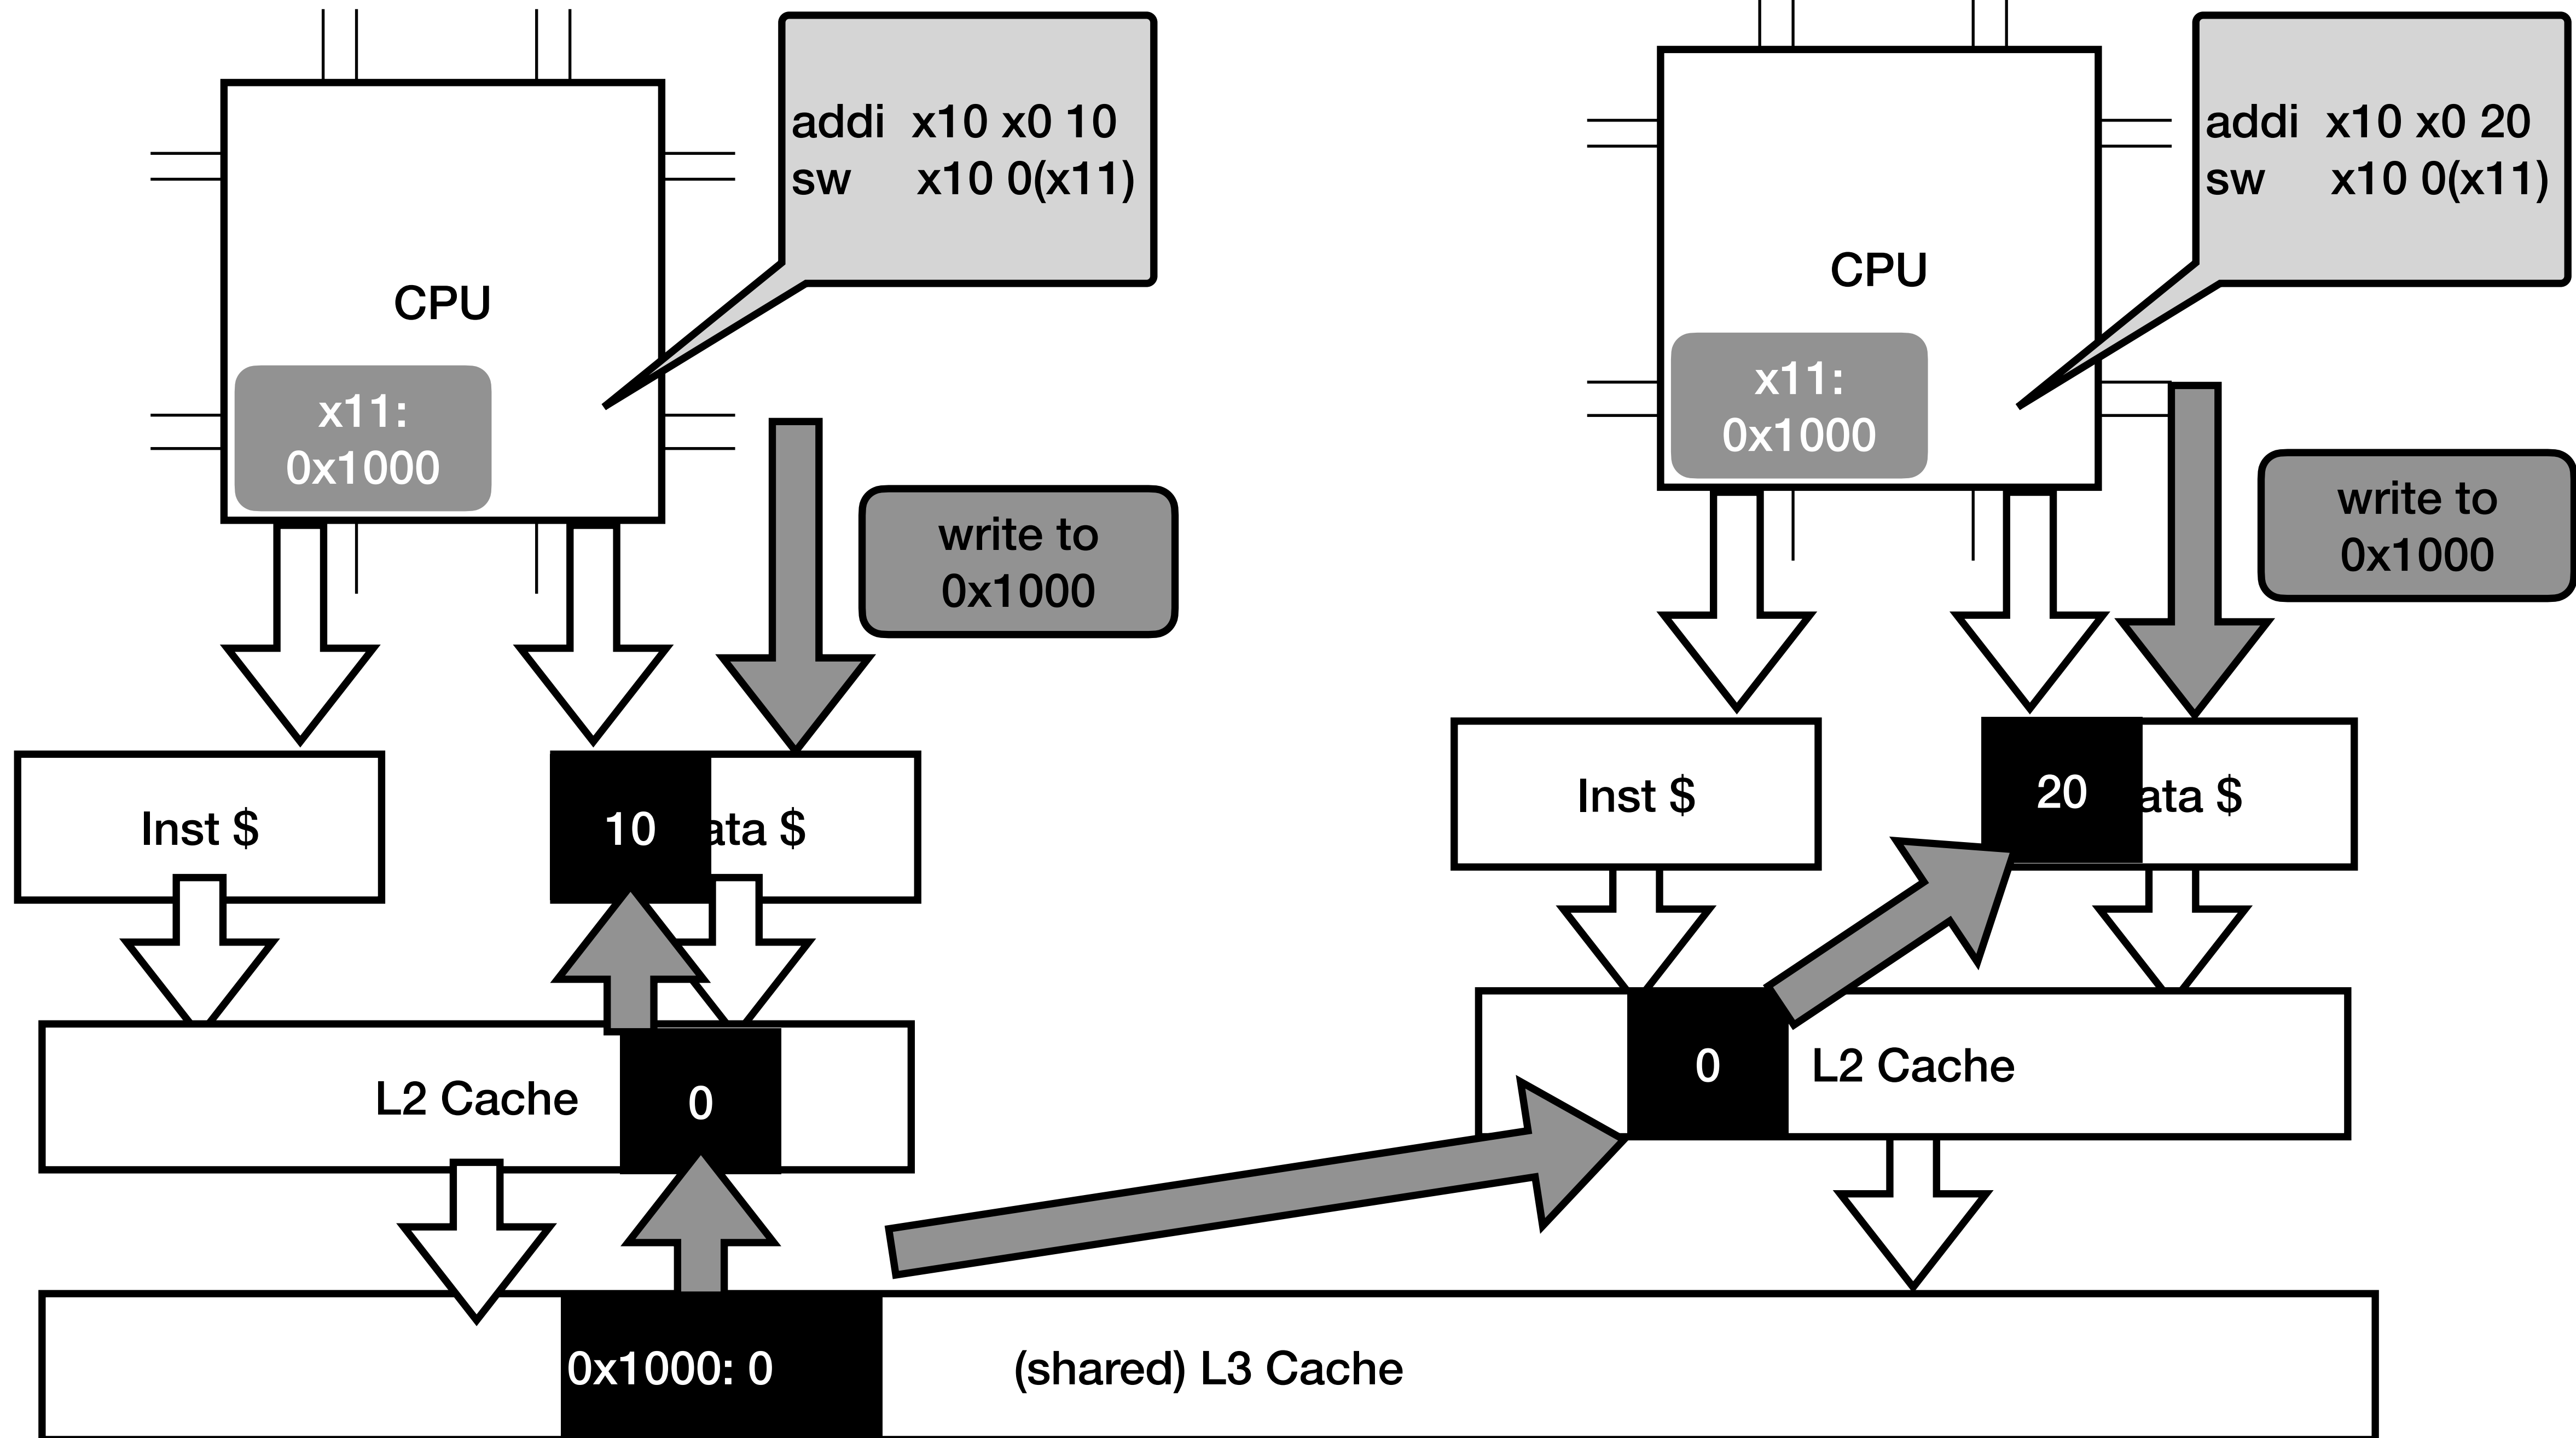 addi x10 x0 10
sw x10 0(x11)
CPU
x11:
0x1000
write to
0x1000
Inst $
10
ata $
L2 Cache
0
addi x10 x0 20
sw x10 0(x11)
CPU
x11:
0x1000
write to
0x1000
Inst $
20
ata $
0
L2 Cache
0x1000: 0
(shared) L3 Cache